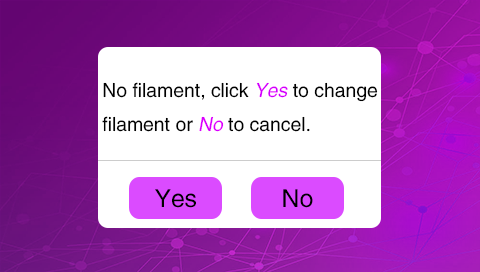 No filament, click Yes to change
filament or No to cancel.
Yes No